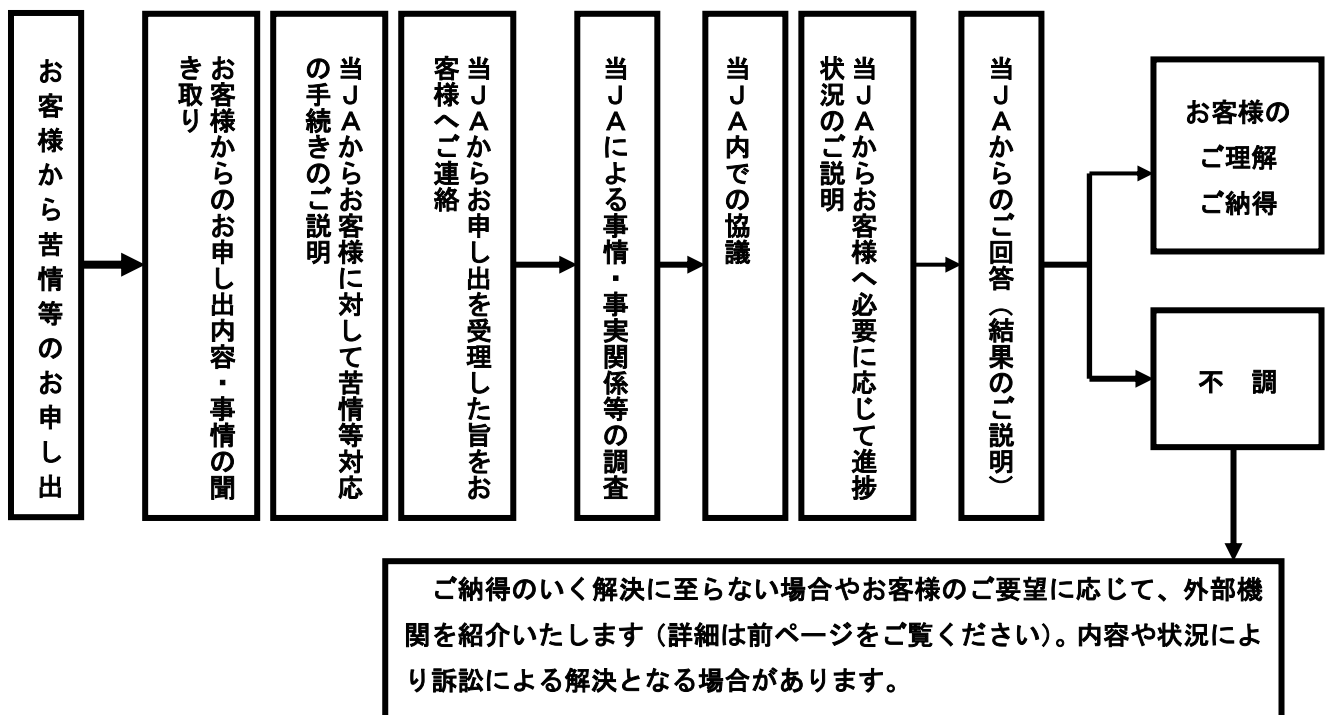 お客様から苦情等のお申し出
お客様からのお申し出内容・事情の聞
き取り
当ＪＡからお客様に対して苦情等対応
の手続きのご説明
当ＪＡからお申し出を受理した旨をお
客様へご連絡
当ＪＡによる事情・事実関係等の調査
当ＪＡ内での協議
当ＪＡからお客様へ必要に応じて進捗
状況のご説明
当ＪＡからのご回答（結果のご説明）
お客様の
ご理解
ご納得
不　調
ご納得のいく解決に至らない場合やお客様のご要望に応じて、外部機
関を紹介いたします（詳細は前ページをご覧ください）。内容や状況によ
り訴訟による解決となる場合があります。